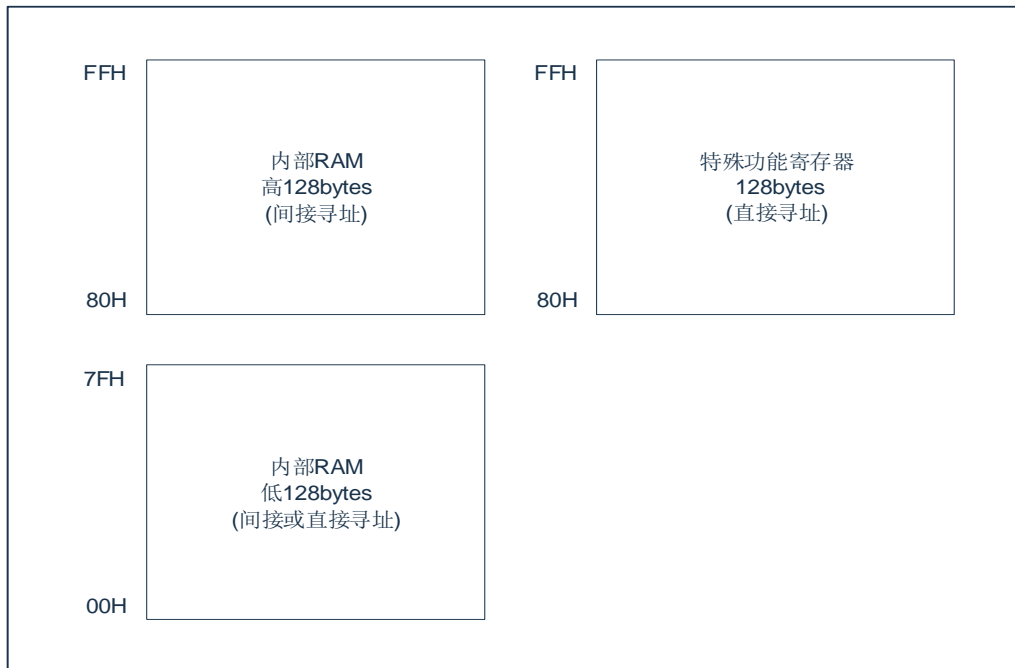 FFH
内部RAM
高128bytes
(间接寻址)
80H
FFH
特殊功能寄存器
128bytes
(直接寻址)
80H
7FH
内部RAM
低128bytes
(间接或直接寻址)
00H